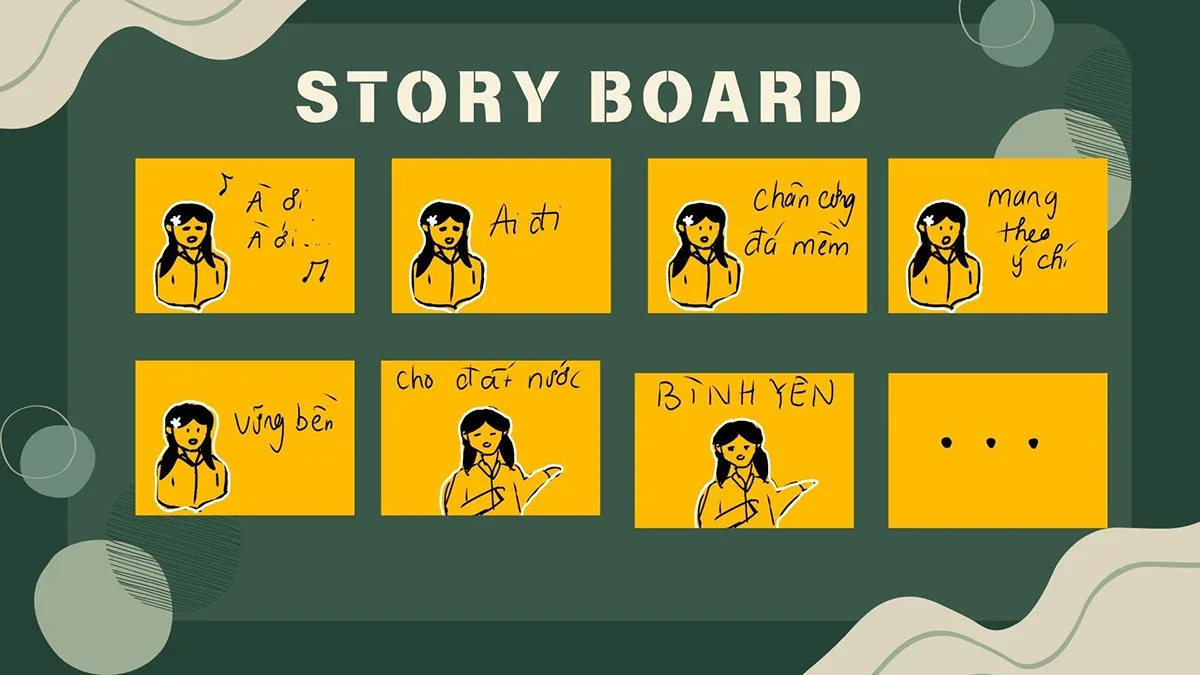 STORY BOARD
À ơi
À ơi...
Ai đi
Chân cứng
đá mềm
mang
theo
ý chí
vững bền
cho đất nước
BÌNH YÊN
...